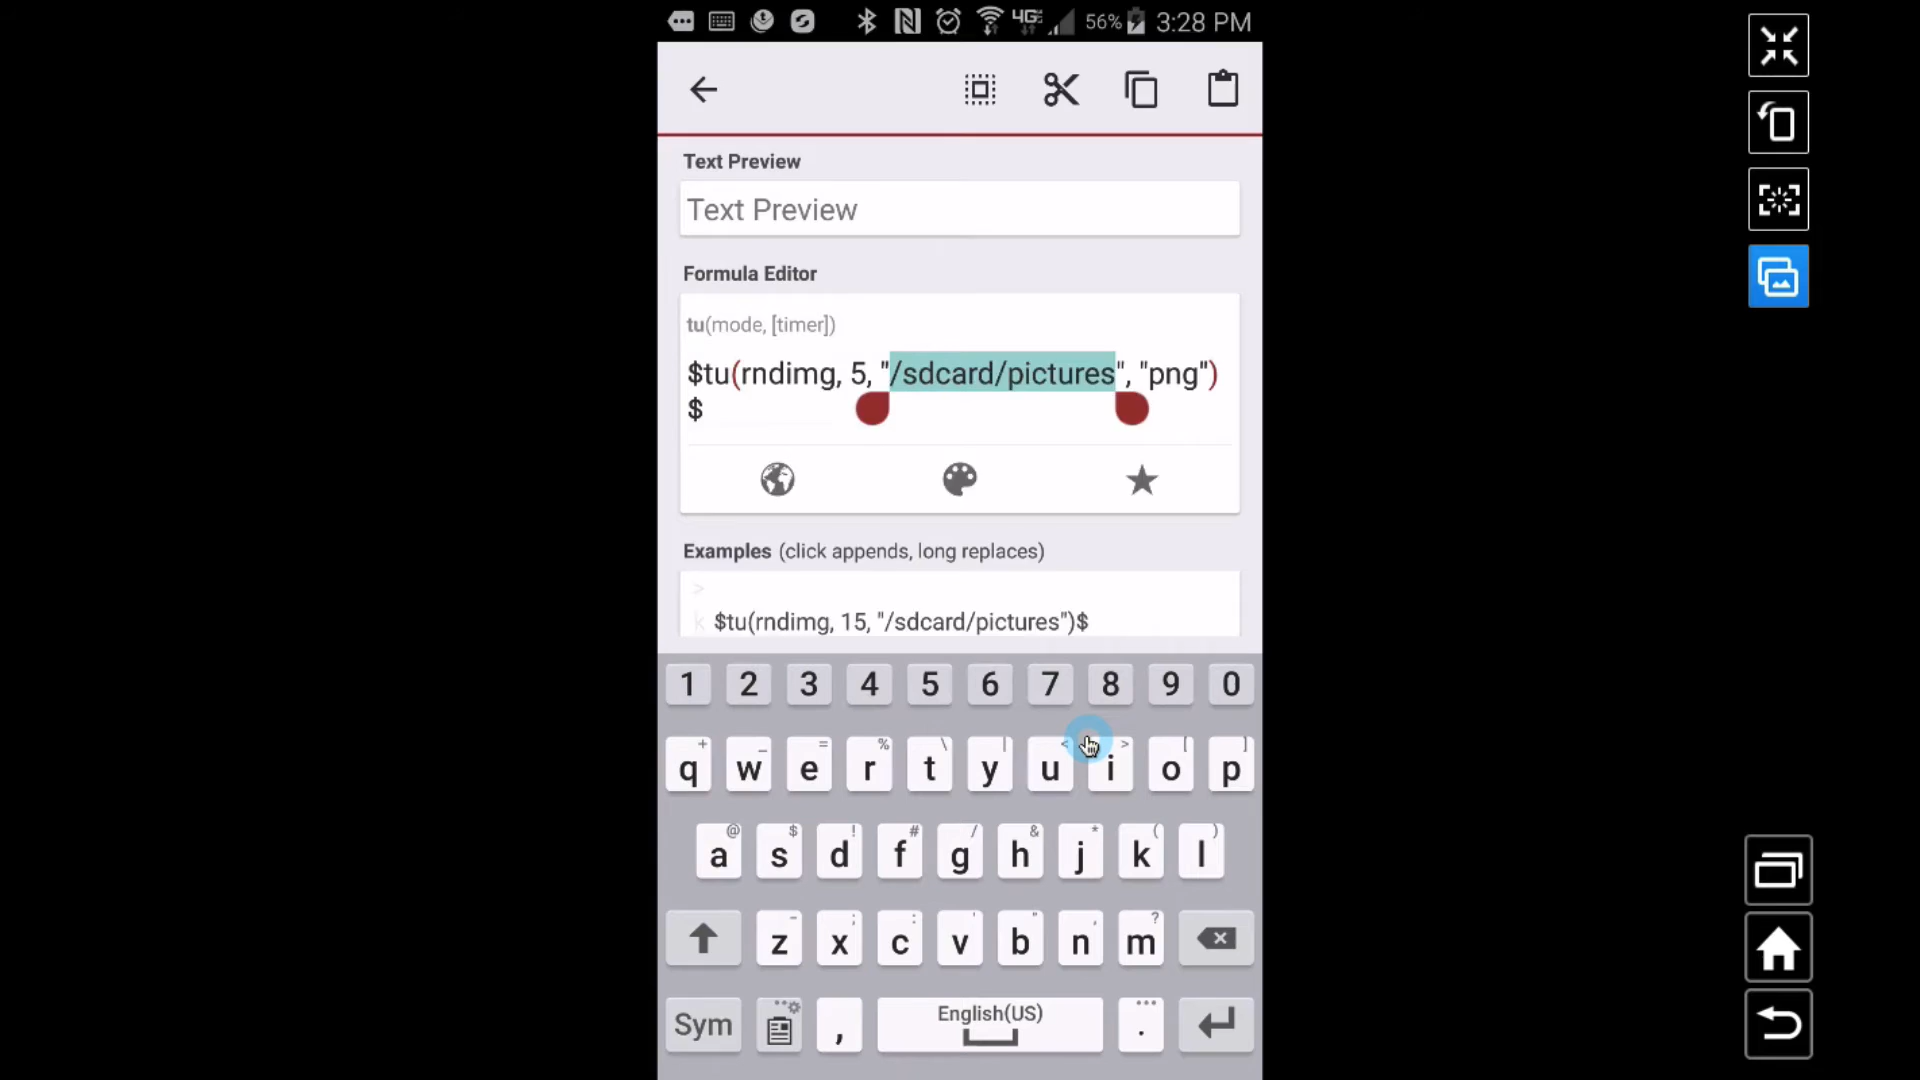 4G 56% 3:28 PM
Text Preview
Text Preview
Formula Editor
tu(mode, [timer])
$tu(rndimg, 5, "/sdcard/pictures", "png")
$
Examples (click appends, long replaces)
>
k $tu(rndimg, 15, "/sdcard/pictures")$
1 2 3 4 5 6 7 8 9 0
+ _ = % \ | < > [ ]
q w e r t y u i o p
@ $ ! # / & * ( )
a s d f g h j k l
- ; : ' " , ?
z x c v b n m
Sym , English(US) .